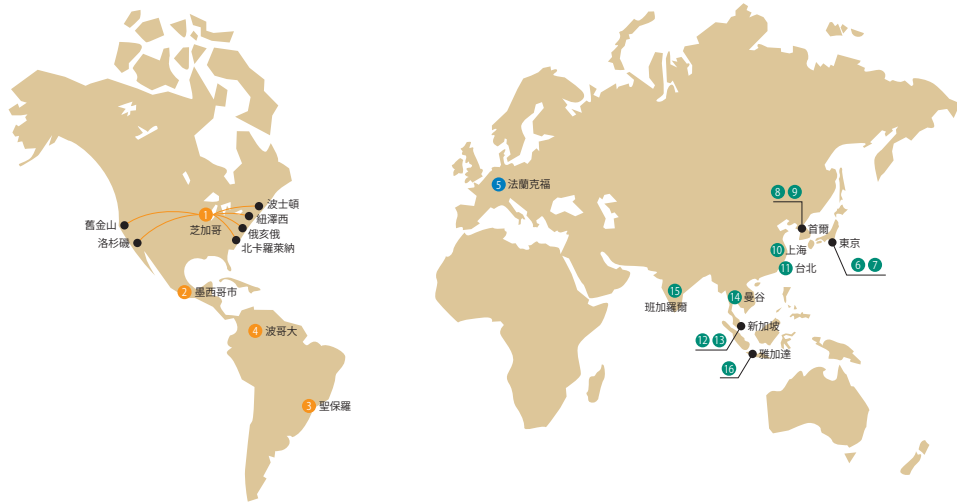 波士頓
1
紐澤西
舊金山
芝加哥
俄亥俄
洛杉磯
北卡羅萊納
2 墨西哥市
4 波哥大
3 聖保羅
5 法蘭克福
8 9
首爾
10 上海
東京
11 台北
6 7
15
班加羅爾
14 曼谷
新加坡
12 13
雅加達
16